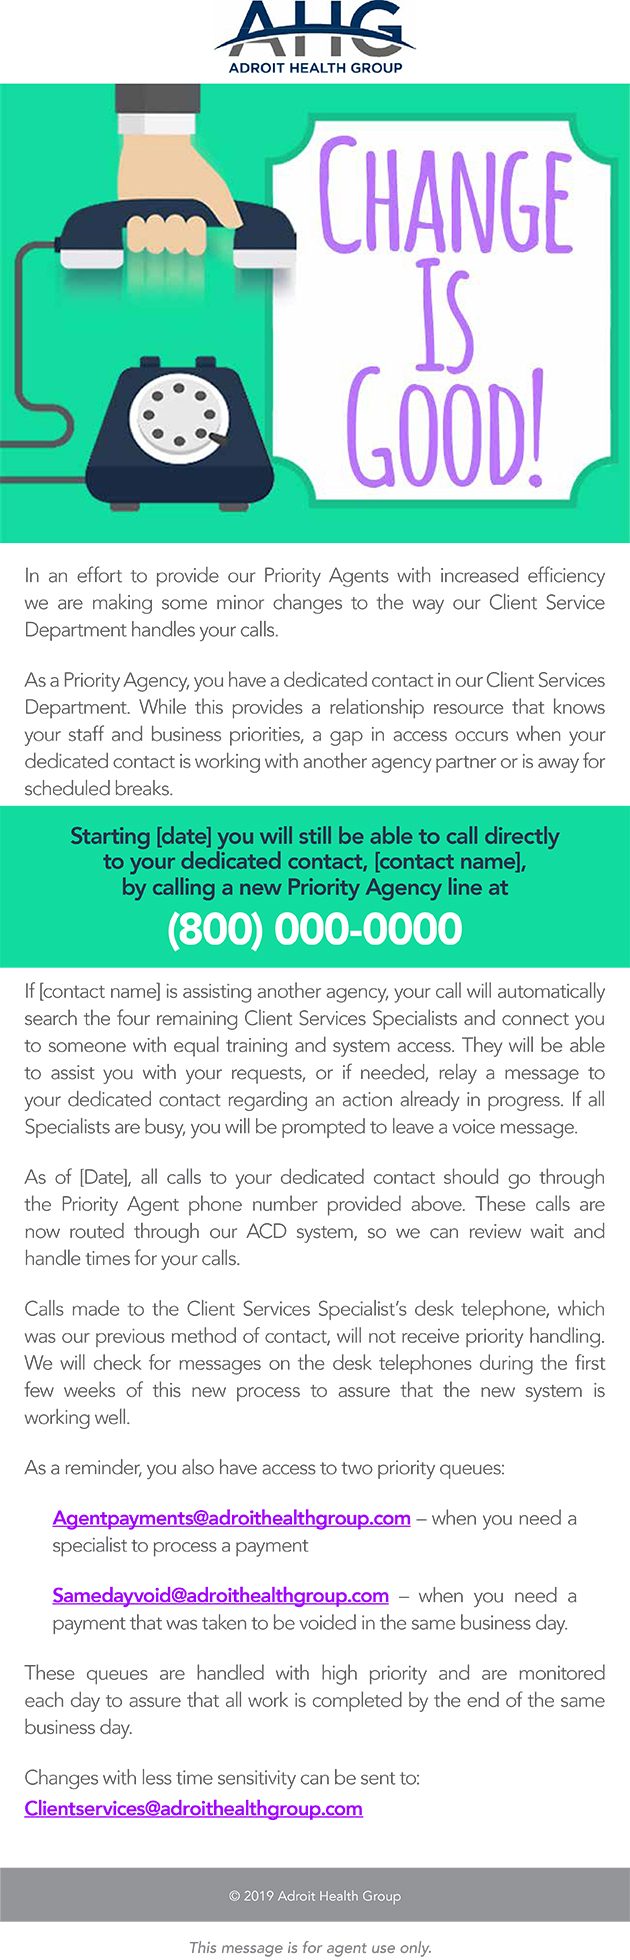 AHG
ADROIT HEALTH GROUP
CHANGE
IS
GOOD!
In an effort to provide our Priority Agents with increased efficiency
we are making some minor changes to the way our Client Service
Department handles your calls.
As a Priority Agency, you have a dedicated contact in our Client Services
Department. While this provides a relationship resource that knows
your staff and business priorities, a gap in access occurs when your
dedicated contact is working with another agency partner or is away for
scheduled breaks.
Starting [date] you will still be able to call directly
to your dedicated contact, [contact name],
by calling a new Priority Agency line at
(800) 000-0000
If [contact name] is assisting another agency, your call will automatically
search the four remaining Client Services Specialists and connect you
to someone with equal training and system access. They will be able
to assist you with your requests, or if needed, relay a message to
your dedicated contact regarding an action already in progress. If all
Specialists are busy, you will be prompted to leave a voice message.
As of [Date], all calls to your dedicated contact should go through
the Priority Agent phone number provided above. These calls are
now routed through our ACD system, so we can review wait and
handle times for your calls.
Calls made to the Client Services Specialist’s desk telephone, which
was our previous method of contact, will not receive priority handling.
We will check for messages on the desk telephones during the first
few weeks of this new process to assure that the new system is
working well.
As a reminder, you also have access to two priority queues:
Agentpayments@adroithealthgroup.com – when you need a
specialist to process a payment
Samedayvoid@adroithealthgroup.com – when you need a
payment that was taken to be voided in the same business day.
These queues are handled with high priority and are monitored
each day to assure that all work is completed by the end of the same
business day.
Changes with less time sensitivity can be sent to:
Clientservices@adroithealthgroup.com
© 2019 Adroit Health Group
This message is for agent use only.